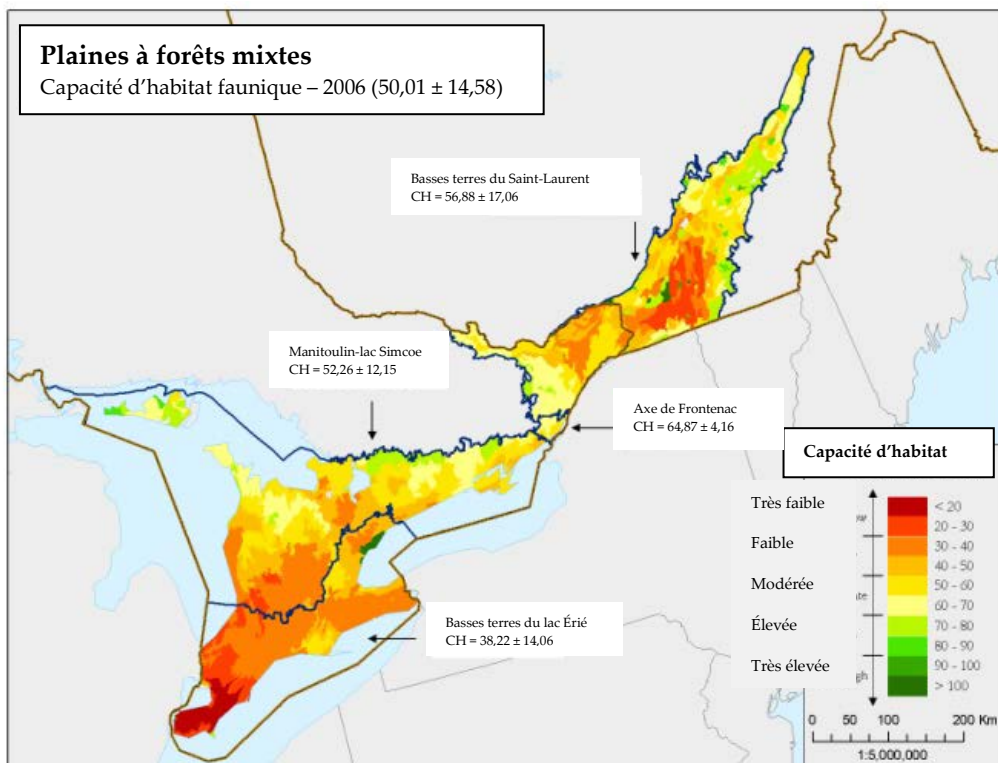 Plaines à forêts mixtes
Capacité d'habitat faunique – 2006 (50,01 ± 14,58)
Basses terres du Saint-Laurent
CH = 56,88 ± 17,06
Manitoulin-lac Simcoe
CH = 52,26 ± 12,15
Axe de Frontenac
CH = 64,87 ± 4,16
Basses terres du lac Érié
CH = 38,22 ± 14,06
Capacité d'habitat
Très faible
Faible
Modérée
Élevée
Très élevée
< 20
20 - 30
30 - 40
40 - 50
50 - 60
60 - 70
70 - 80
80 - 90
90 - 100
> 100
0 50 100 200 Km
1:5,000,000